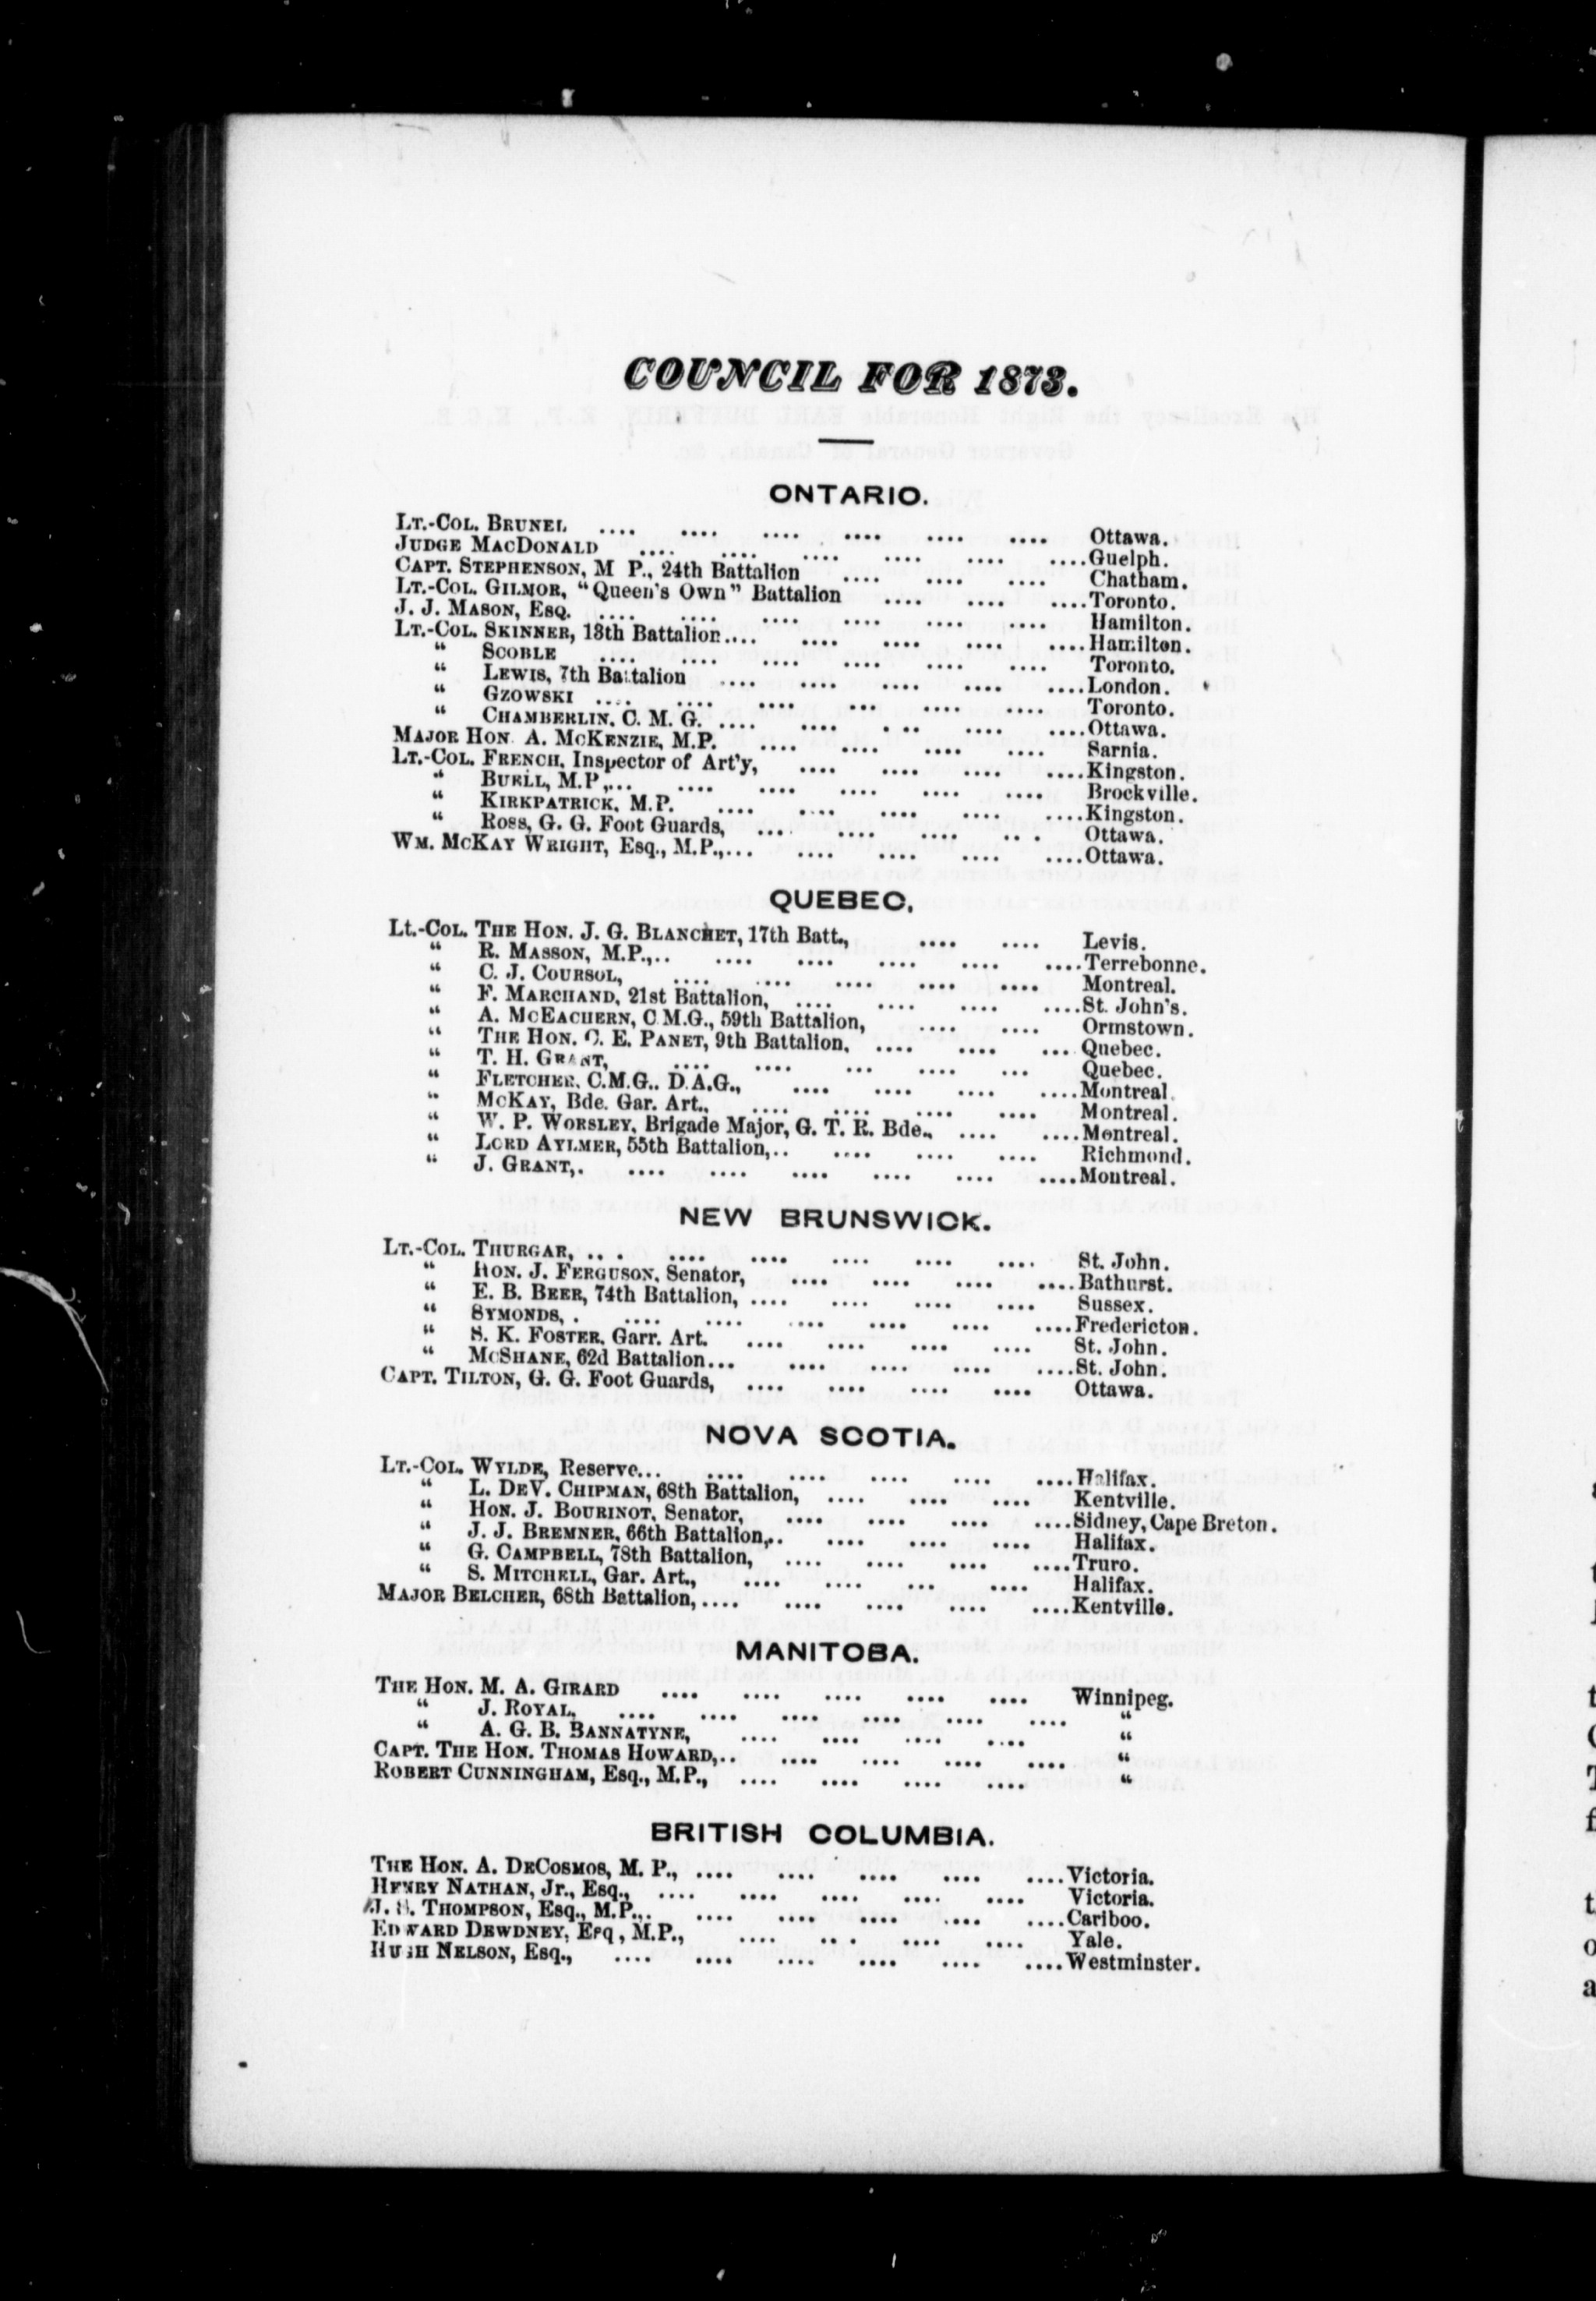 COUNCIL FOR 1873.
ONTARIO.
LT.-COL. BRUNEL .... .... .... .... .... .... Ottawa.
JUDGE MACDONALD .... .... .... .... .... ....Guelph.
CAPT. STEPHENSON, M P., 24th Battalion .... .... .... Chatham.
LT.-COL. GILMOR, “Queen's Own” Battalion .... .... ....Toronto.
J. J. MASON, ESQ. .... .... .... .... .... .... Hamilton.
LT.-COL. SKINNER, 13th Battalion.... .... .... .... ....Hamilton.
“ SCOBLE .... .... .... .... .... .... Toronto.
“ LEWIS, 7th Battalion .... .... .... .... ....London.
“ GZOWSKI .... .... .... ... .... .... Toronto.
“ CHAMBERLIN, C. M. G. .... .... .. .... ....Ottawa.
MAJOR HON. A. MCKENZIE, M.P. .... .... .... .... Sarnia.
LT.-COL. FRENCH, Inspector of Art'y, .... .... .... ....Kingston.
“ BUELL, M.P,... .... .... .... .... .... Brockville.
“ KIRKPATRICK, M.P. .... .... .... .... ....Kingston.
“ ROSS, G. G. Foot Guards, ... .... .... ... Ottawa.
WM. MCKAY WRIGHT, Esq., M.P.,... .... .... .... ....Ottawa.
QUEBEC.
Lt.-COL. THE HON. J. G. BLANCHET, 17th Batt., .... .... Levis.
“ R. MASSON, M.P.,.. .... .... .... .... ....Terrebonne.
“ C. J. COURSOL, .... .... .... .... .... Montreal.
“ F. MARCHAND, 21st Battalion, .... .... ....St. John's.
“ A. MCEACHERN, C.M.G., 59th Battalion, .... .... Ormstown.
“ THE HON. C. E. PANET, 9th Battalion, .... .... ... Quebec.
“ T. H. GRANT, .... .... ... .... ... Quebec.
“ FLETCHER, C.M.G., D.A.G., .... .... .... ....Montreal.
“ MCKAY, Bde. Gar. Art., .... .... .... .... Montreal.
“ W. P. WORSLEY, Brigade Major, G. T. R. Bde., .... ....Montreal.
“ LORD AYLMER, 55th Battalion,.. .... .... .... Richmond.
“ J. GRANT,. .... .... .... .... .... ....Montreal.
NEW BRUNSWICK.
LT.-COL. THURGAR, .. . .... .... .... .... .... St. John.
“ HON. J. FERGUSON, Senator, .... .... .... ....Bathurst.
“ E. B. BEER, 74th Battalion, .... .... .... .... Sussex.
“ SYMONDS, . .... .... .... .... .... ....Fredericton.
“ S. K. FOSTER, Garr. Art. .... .... .... .... St. John.
“ MCSHANE, 62d Battalion... .... .... .... ....St. John.
CAPT. TILTON, G. G. Foot Guards, .... .... .... .... Ottawa.
NOVA SCOTIA.
LT.-COL. WYLDE, Reserve... .... .... .... .... ....Halifax.
“ L. DEV. CHIPMAN, 68th Battalion, .... .... .... Kentville.
“ HON. J. BOURINOT, Senator, .... .... .... ....Sidney, Cape Breton.
“ J. J. BREMNER, 66th Battalion,.. .... .... .... Halifax.
“ G. CAMPBELL, 78th Battalion, .... .... .... ....Truro.
“ S. MITCHELL, Gar. Art., .... .... ... .... Halifax.
MAJOR BELCHER, 68th Battalion,.... .... .... .... ....Kentville.
MANITOBA.
THE HON. M. A. GIRARD .... .... .... .... .... Winnipeg.
“ J. ROYAL, .... .... .... .... .... .... “
“ A. G. B. BANNATYNE, .... .... .... .... “
CAPT. THE HON. THOMAS HOWARD,.. .... .... .... .... “
ROBERT CUNNINGHAM, Esq., M.P., .... .... .... .... “
BRITISH COLUMBIA.
THE HON. A. DECOSMOS, M. P., .... .... .... .... ....Victoria.
HENRY NATHAN, Jr., Esq., .... .... .... .... .... Victoria.
J. S. THOMPSON, Esq., M.P... .... .... .... .... ....Cariboo.
EDWARD DEWDNEY, Esq, M.P., .... .... .... .... Yale.
HUGH NELSON, Esq., .... .... .... .... .... ....Westminster.